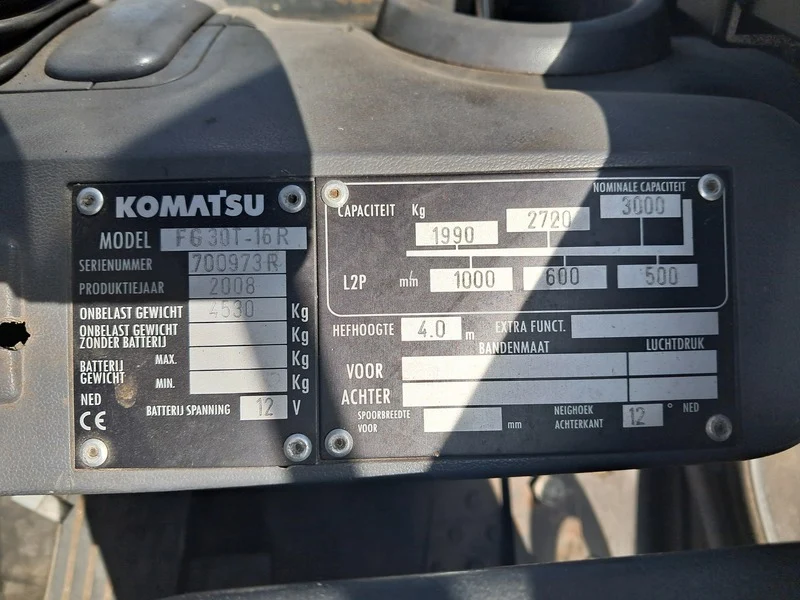 KOMATSU
MODEL FG30T-16R
SERIENUMMER 700973R
PRODUKTIEJAAR 2008
ONBELAST GEWICHT 4530 Kg
ONBELAST GEWICHT
ZONDER BATTERIJ Kg
BATTERIJ
GEWICHT
MAX. Kg
MIN. Kg
NED
CE
BATTERIJ SPANNING 12 V
NOMINALE CAPACITEIT
CAPACITEIT Kg 1990 2720 3000
L2P m/m 1000 600 500
HEFHOOGTE 4.0 m EXTRA FUNCT.
BANDENMAAT LUCHTDRUK
VOOR
ACHTER
SPOORBREEDTE
VOOR mm
NEIGHOEK
ACHTERKANT 12 ° NED